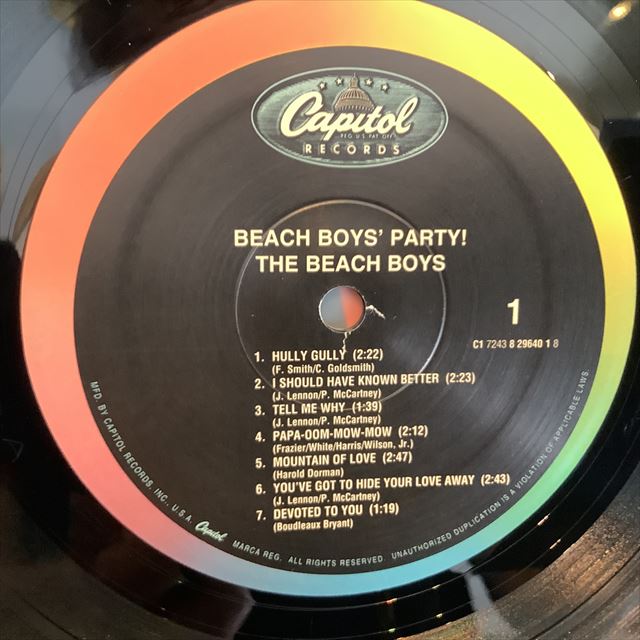 Capitol
REG. U.S. PAT. OFF.
RECORDS
BEACH BOYS' PARTY!
THE BEACH BOYS
1
C1 7243 8 29640 1 8
1. HULLY GULLY (2:22)
(F. Smith/C. Goldsmith)
2. I SHOULD HAVE KNOWN BETTER (2:23)
(J. Lennon/P. McCartney)
3. TELL ME WHY (1:39)
(J. Lennon/P. McCartney)
4. PAPA-OOM-MOW-MOW (2:12)
(Frazier/White/Harris/Wilson, Jr.)
5. MOUNTAIN OF LOVE (2:47)
(Harold Dorman)
6. YOU'VE GOT TO HIDE YOUR LOVE AWAY (2:43)
(J. Lennon/P. McCartney)
7. DEVOTED TO YOU (1:19)
(Boudleaux Bryant)
MFD. BY CAPITOL RECORDS, INC., U.S.A. Capitol MARCA REG. ALL RIGHTS RESERVED. UNAUTHORIZED DUPLICATION IS A VIOLATION OF APPLICABLE LAWS.